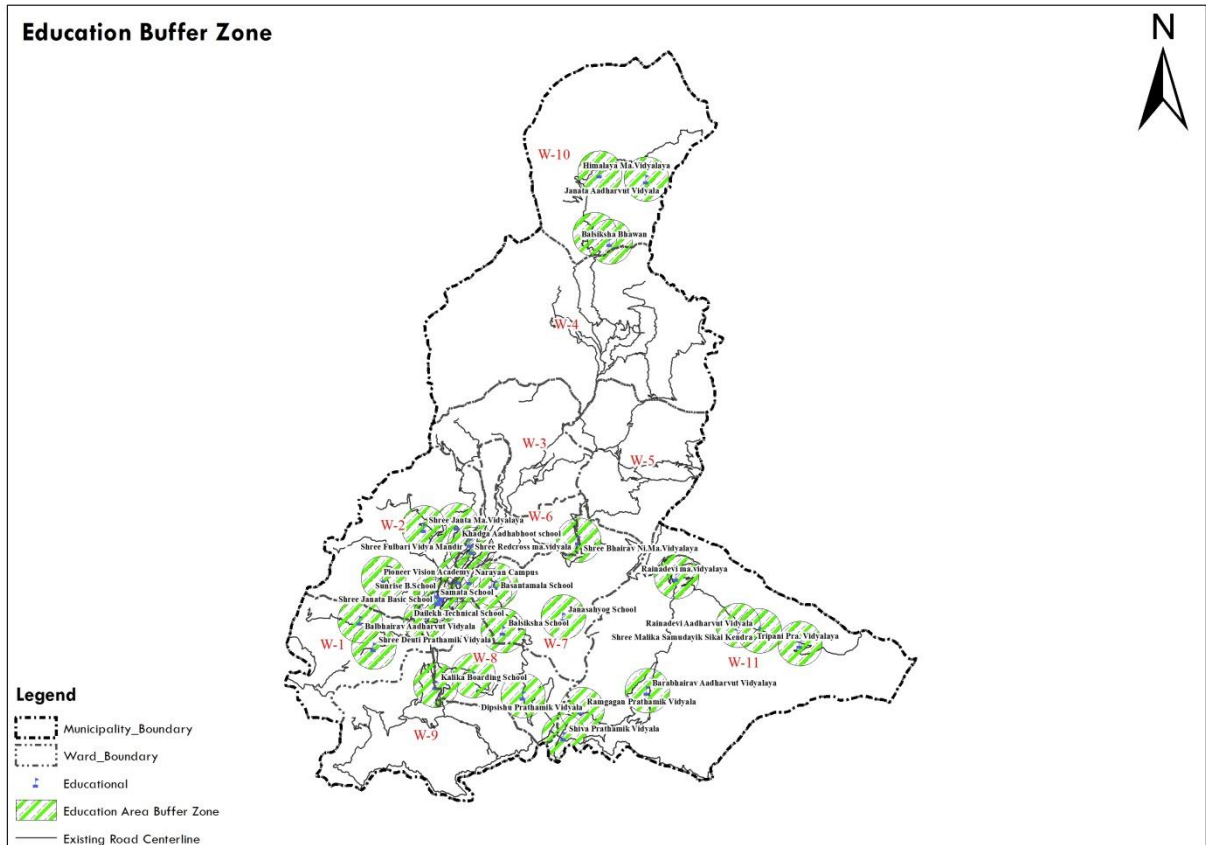 Education Buffer Zone
N
W-10
Himalaya Ma.Vidyalaya
Janata Aadharvut Vidyala
Balsiksha Bhawan
W-4
W-3
W-5
W-6
W-2
Shree Janta Ma.Vidyalaya
Khadga Aadhabhoot school
Shree Fulbari Vidya Mandir
Shree Redcross ma.vidyala
Shree Bhairav Ni.Ma.Vidyalaya
Pioneer Vision Academy
Narayan Campus
Rainadevi ma.vidyalaya
Sunrise B.School
Basantamala School
Samata School
Shree Janata Basic School
Dailekh Technical School
Janasahyog School
Balbhairav Aadharvut Vidyala
Balsiksha School
Rainadevi Aadharvut Vidyala
Shree Malika Samudayik Sikai Kendra
Tripani Pra. Vidyalaya
W-1
Shree Deuti Prathamik Vidyala
W-7
W-8
W-11
Kalika Boarding School
Barabhairav Aadharvut Vidyalaya
Dipsishu Prathamik Vidyala
Ramgagan Prathamik Vidyala
Shiva Prathamik Vidyala
W-9
Legend
Municipality_Boundary
Ward_Boundary
Educational
Education Area Buffer Zone
Existing Road Centerline